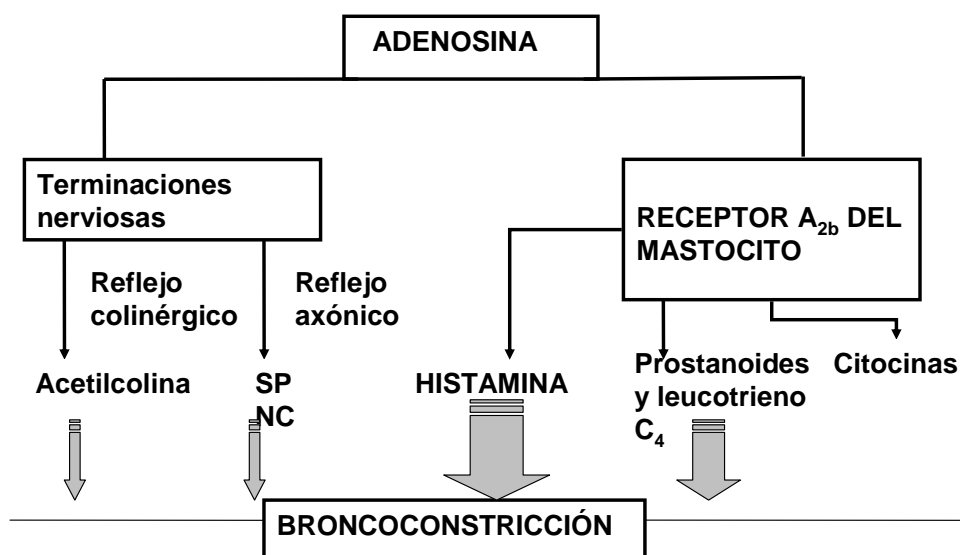 ADENOSINA
Terminaciones
nerviosas
RECEPTOR A2b DEL
MASTOCITO
Reflejo
colinérgico
Reflejo
axónico
Acetilcolina
SP
NC
HISTAMINA
Prostanoides
y leucotrieno
C4
Citocinas
BRONCOCONSTRICCIÓN